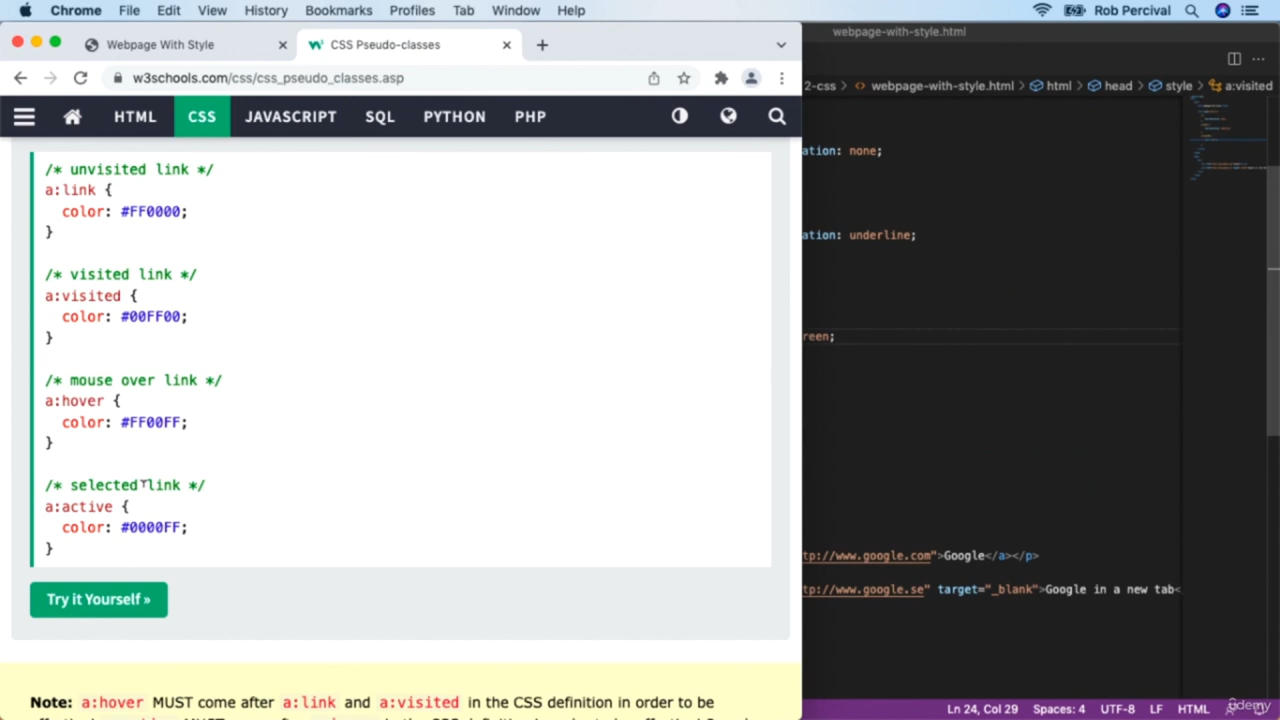 Chrome File Edit View History Bookmarks Profiles Tab Window Help Rob Percival
Webpage With Style
CSS Pseudo-classes
w3schools.com/css/css_pseudo_classes.asp
HTML CSS JAVASCRIPT SQL PYTHON PHP
/* unvisited link */
a:link {
color: #FF0000;
}
/* visited link */
a:visited {
color: #00FF00;
}
/* mouse over link */
a:hover {
color: #FF00FF;
}
/* selected link */
a:active {
color: #0000FF;
}
Try it Yourself »
Note: a:hover MUST come after a:link and a:visited in the CSS definition in order to be
webpage-with-style.html
2-css > webpage-with-style.html > html > head > style > a:visited
ation: none;
ation: underline;
reen;
tp://www.google.com">Google</a></p>
tp://www.google.se" target="_blank">Google in a new tab<
Ln 24, Col 29 Spaces: 4 UTF-8 LF HTML
ûdemy